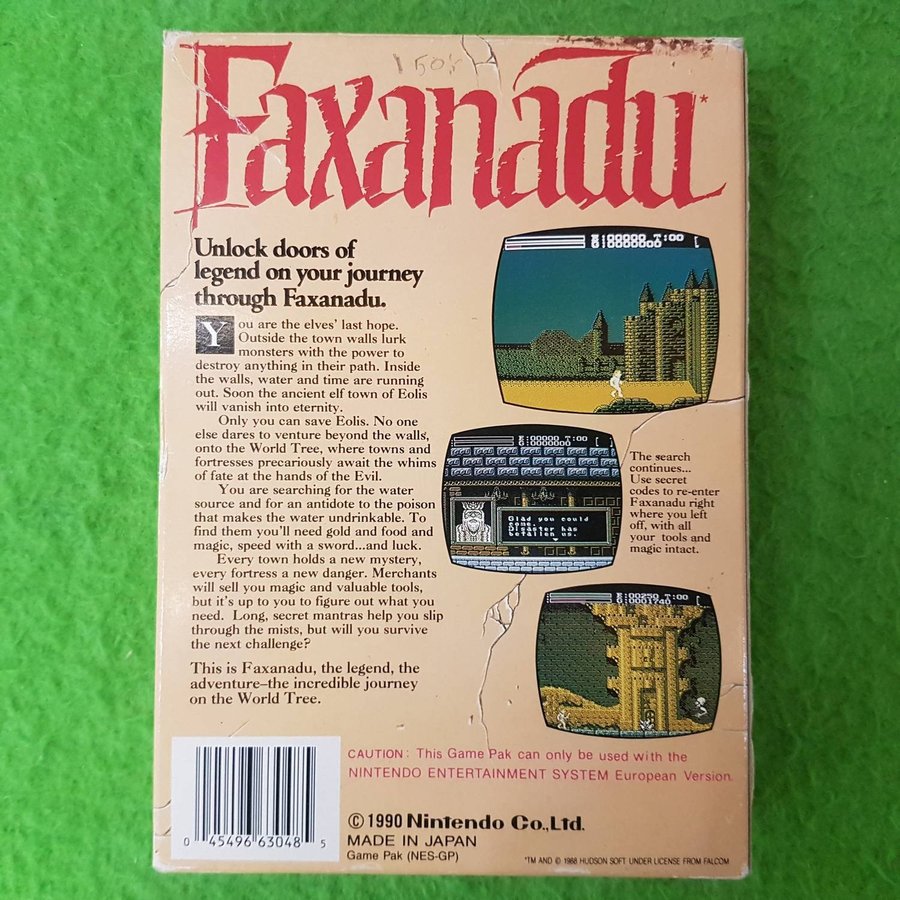 150:-
Faxanadu*
Unlock doors of
legend on your journey
through Faxanadu.
You are the elves' last hope.
Outside the town walls lurk
monsters with the power to
destroy anything in their path. Inside
the walls, water and time are running
out. Soon the ancient elf town of Eolis
will vanish into eternity.
Only you can save Eolis. No one
else dares to venture beyond the walls,
onto the World Tree, where towns and
fortresses precariously await the whims
of fate at the hands of the Evil.
You are searching for the water
source and for an antidote to the poison
that makes the water undrinkable. To
find them you'll need gold and food and
magic, speed with a sword...and luck.
Every town holds a new mystery,
every fortress a new danger. Merchants
will sell you magic and valuable tools,
but it's up to you to figure out what you
need. Long, secret mantras help you slip
through the mists, but will you survive
the next challenge?
This is Faxanadu, the legend, the
adventure–the incredible journey
on the World Tree.
E:00000 T:00
G:0000000
E:00000 T:00
G:0000000
Glad you could
come.
Disaster has
befallen us.
The search
continues...
Use secret
codes to re-enter
Faxanadu right
where you left
off, with all
your tools and
magic intact.
E:00250 T:00
G:0001740
CAUTION: This Game Pak can only be used with the
NINTENDO ENTERTAINMENT SYSTEM European Version.
0 45496 63048 5
© 1990 Nintendo Co., Ltd.
MADE IN JAPAN
Game Pak (NES-GP)
*TM AND © 1988 HUDSON SOFT UNDER LICENSE FROM FALCOM